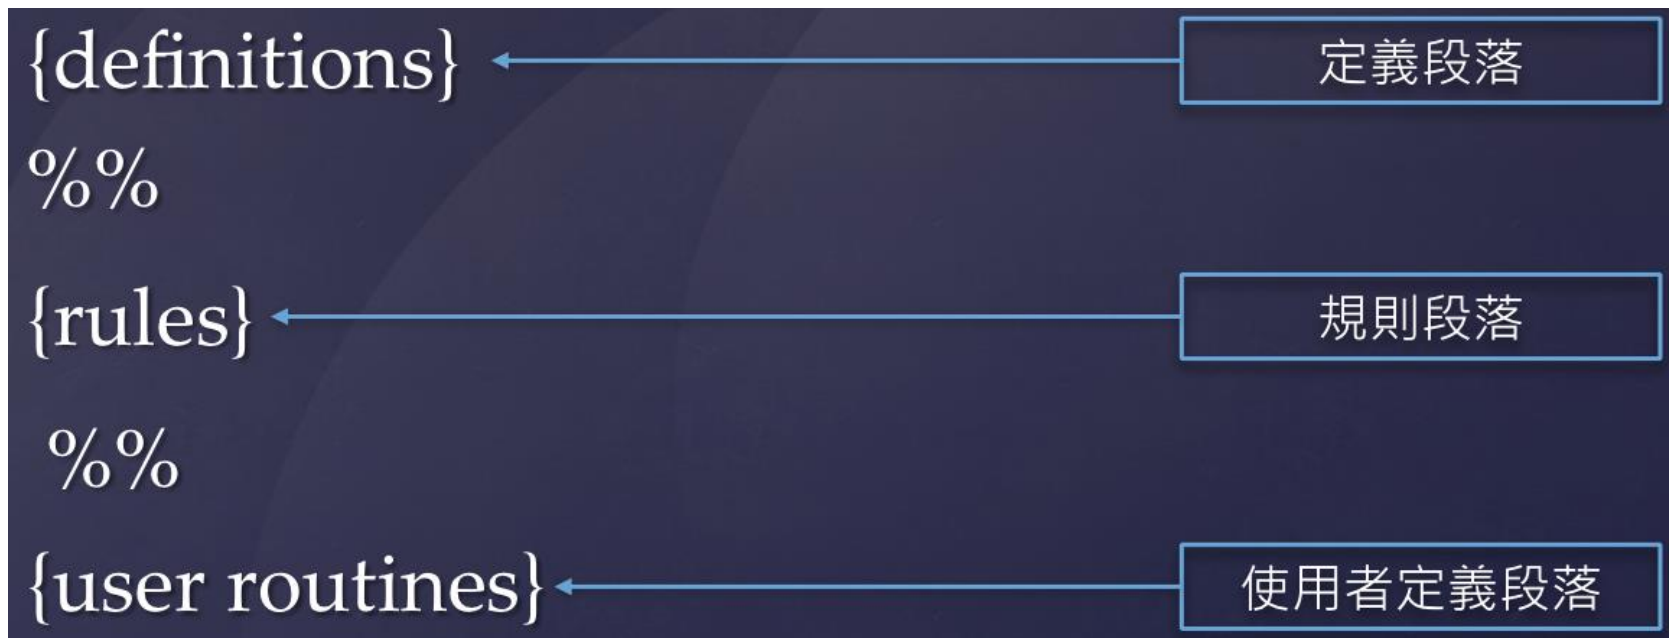 {definitions}
定義段落
%%
{rules}
規則段落
%%
{user routines}
使用者定義段落